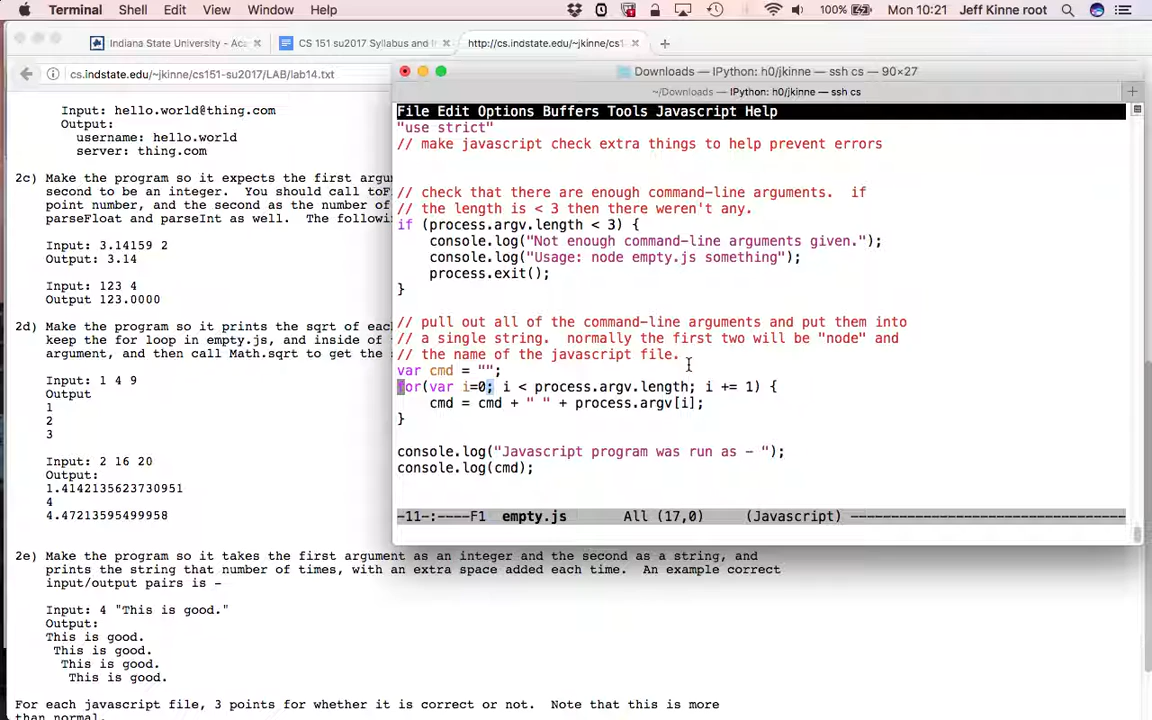 Terminal Shell Edit View Window Help 100% Mon 10:21 Jeff Kinne root
Indiana State University - Aca
CS 151 su2017 Syllabus and I
http://cs.indstate.edu/~jkinne/cs1
cs.indstate.edu/~jkinne/cs151-su2017/LAB/lab14.txt
Input: hello.world@thing.com
Output:
username: hello.world
server: thing.com
2c) Make the program so it expects the first argu
second to be an integer. You should call toF
point number, and the second as the number of
parseFloat and parseInt as well. The followi
Input: 3.14159 2
Output: 3.14
Input: 123 4
Output 123.0000
2d) Make the program so it prints the sqrt of eac
keep the for loop in empty.js, and inside of
argument, and then call Math.sqrt to get the
Input: 1 4 9
Output
1
2
3
Input: 2 16 20
Output:
1.4142135623730951
4
4.47213595499958
2e) Make the program so it takes the first argument as an integer and the second as a string, and
prints the string that number of times, with an extra space added each time. An example correct
input/output pairs is -
Input: 4 "This is good."
Output:
This is good.
This is good.
This is good.
This is good.
For each javascript file, 3 points for whether it is correct or not. Note that this is more
than normal.
Downloads — IPython: h0/jkinne — ssh cs — 90×27
~/Downloads — IPython: h0/jkinne — ssh cs
File Edit Options Buffers Tools Javascript Help
"use strict"
// make javascript check extra things to help prevent errors
// check that there are enough command-line arguments. if
// the length is < 3 then there weren't any.
if (process.argv.length < 3) {
console.log("Not enough command-line arguments given.");
console.log("Usage: node empty.js something");
process.exit();
}
// pull out all of the command-line arguments and put them into
// a single string. normally the first two will be "node" and
// the name of the javascript file.
var cmd = "";
for(var i=0; i < process.argv.length; i += 1) {
cmd = cmd + " " + process.argv[i];
}
console.log("Javascript program was run as - ");
console.log(cmd);
-11-:----F1 empty.js All (17,0) (Javascript) ----------------------------------